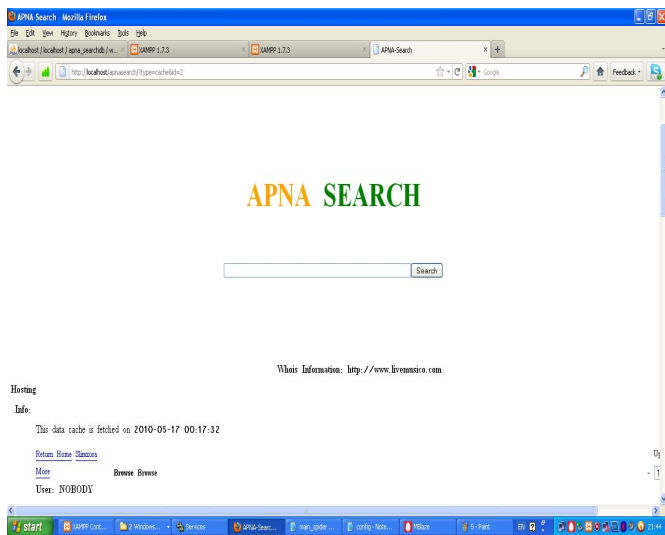 APNA Search - Mozilla Firefox
File Edit View History Bookmarks Tools Help
localhost / localhost / apna_searchdb / w... XAMPP 1.7.3 XAMPP 1.7.3 APNA-Search
http://localhost/apnasearch/?type=cache&id=2 Google Feedback
APNA SEARCH
Search
Whois Information: http://www.livemusico.com
Hosting
Info:
This data cache is fetched on 2010-05-17 00:17:32
Return Home Slimzora Up
More Browse Browse - 1
User: NOBODY
start XAMPP Cont... 2 Windows... Services APNA-Searc... main_spider ... config - Note... MBlaze 5 - Paint EN 21:44